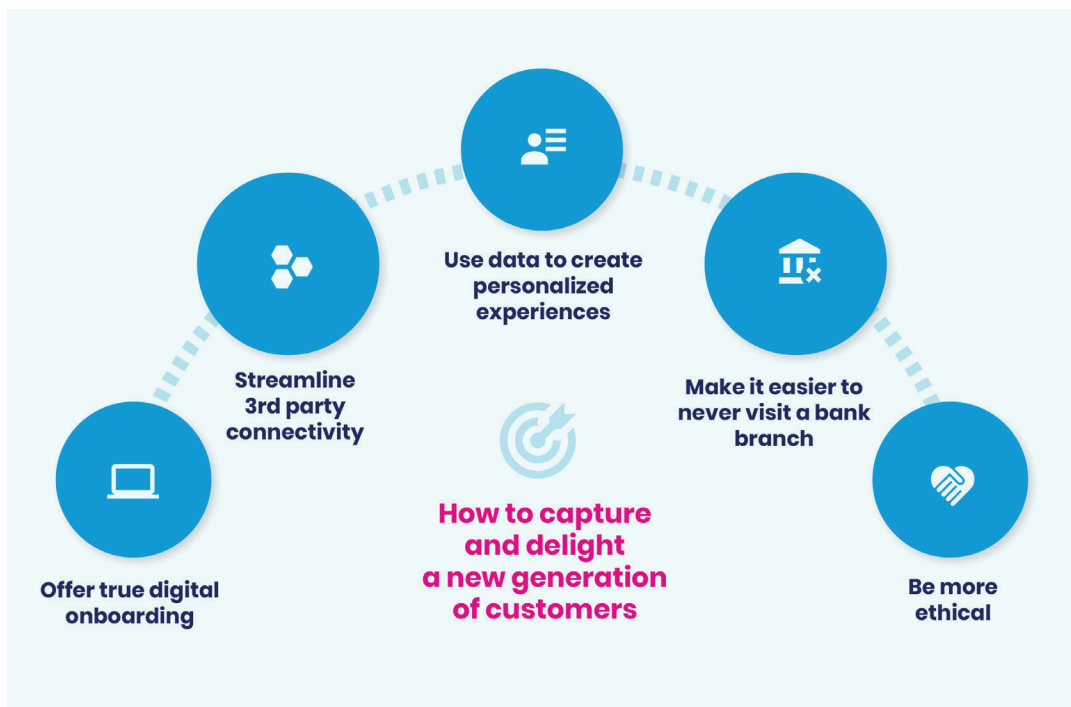 Use data to create
personalized
experiences
Streamline
3rd party
connectivity
Make it easier to
never visit a bank
branch
How to capture
and delight
a new generation
of customers
Offer true digital
onboarding
Be more
ethical